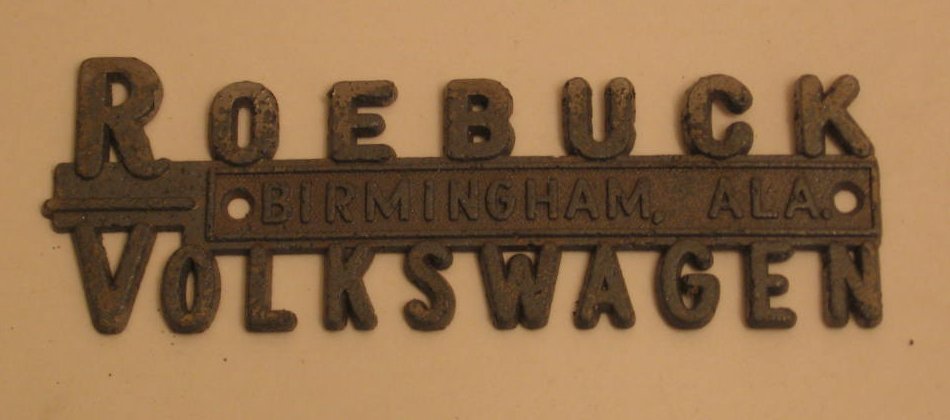 ROEBUCK
BIRMINGHAM, ALA.
VOLKSWAGEN